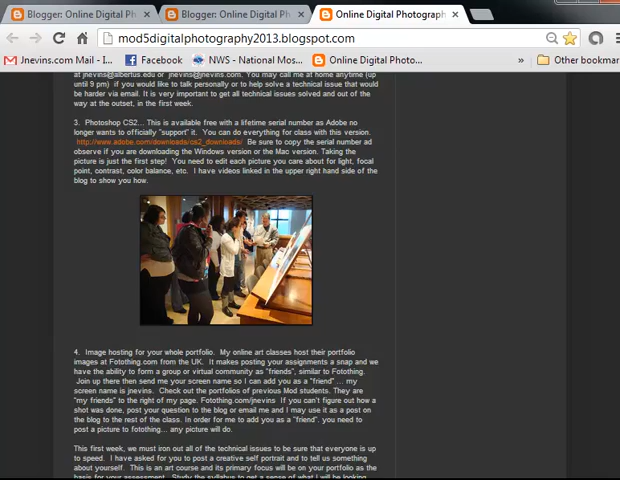 Blogger: Online Digital P
Blogger: Online Digital P
Online Digital Photograph
mod5digitalphotography2013.blogspot.com
Jnevins.com Mail - I...
Facebook
NWS - National We...
Online Digital Photo...
Other bookmar
at jnevins@albertus.edu or jnevins@jnevins.com. You may call me at home anytime (up
until 9 pm) if you would like to talk personally or to help solve a technical issue that would
be harder via email. It is very important to get all technical issues solved and out of the
way at the outset, in the first week.
3. Photoshop CS2... This is available free with a lifetime serial number as Adobe no
longer wants to officially "support" it. You can do everything for class with this version.
http://www.adobe.com/downloads/cs2_downloads/ Be sure to copy the serial number ad
observe if you are downloading the Windows version or the Mac version. Taking the
picture is just the first step! You need to edit each picture you care about for light, focal
point, contrast, color balance, etc. I have videos linked in the upper right hand side of the
blog to show you how.
4. Image hosting for your whole portfolio. My online art classes host their portfolio
images at Fotothing.com from the UK. It makes posting your assignments a snap and we
have the ability to form a group or virtual community as "friends", similar to Fotothing.
Join up there then send me your screen name so I can add you as a "friend" ... my
screen name is jnevins. Check out the portfolios of previous Mod students. They are
"my friends" to the right of my page. Fotothing.com/jnevins If you can't figure out how a
shot was done, post your question to the blog or email me and I may use it as a post on
the blog to the rest of the class. In order for me to add you as a "friend". you need to
post a picture to fotothing... any picture will do.
This first week, we must iron out all of the technical issues to be sure that everyone is up
to speed. I have asked for you to post a creative self portrait and to tell us something
about yourself. This is an art course and its primary focus will be on your portfolio as the
basis for your assessment. Study the syllabus to get a sense of what I will be looking